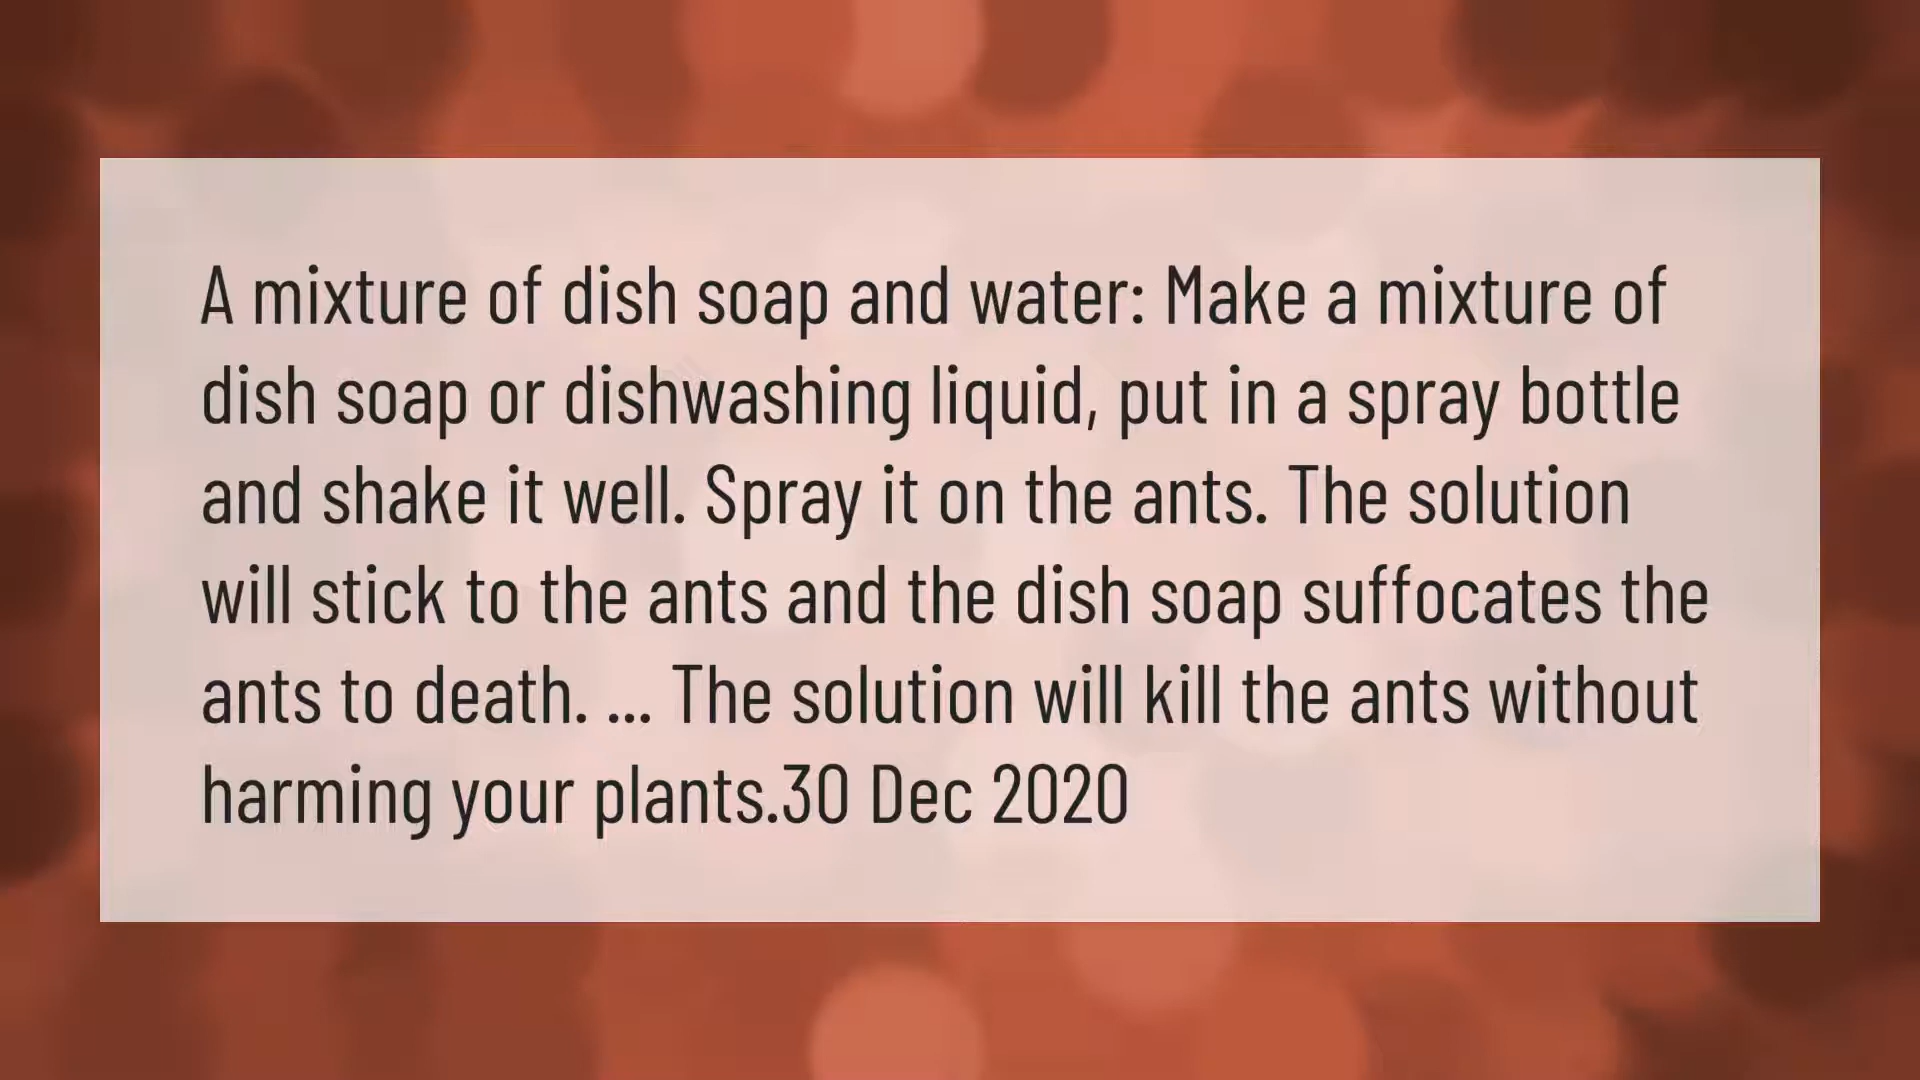 A mixture of dish soap and water: Make a mixture of
dish soap or dishwashing liquid, put in a spray bottle
and shake it well. Spray it on the ants. The solution
will stick to the ants and the dish soap suffocates the
ants to death. ... The solution will kill the ants without
harming your plants.30 Dec 2020